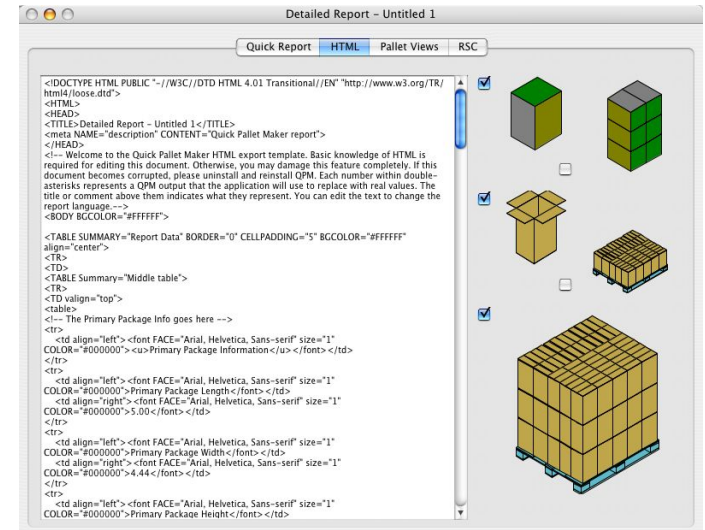 Detailed Report – Untitled 1
Quick Report HTML Pallet Views RSC
<!DOCTYPE HTML PUBLIC "-//W3C//DTD HTML 4.01 Transitional//EN" "http://www.w3.org/TR/
html4/loose.dtd">
<HTML>
<HEAD>
<TITLE>Detailed Report - Untitled 1</TITLE>
<meta NAME="description" CONTENT="Quick Pallet Maker report">
</HEAD>
<!-- Welcome to the Quick Pallet Maker HTML export template. Basic knowledge of HTML is
required for editing this document. Otherwise, you may damage this feature completely. If this
document becomes corrupted, please uninstall and reinstall QPM. Each number within double-
asterisks represents a QPM output that the application will use to replace with real values. The
title or comment above them indicates what they represent. You can edit the text to change the
report language.-->
<BODY BGCOLOR="#FFFFFF">
<TABLE SUMMARY="Report Data" BORDER="0" CELLPADDING="5" BGCOLOR="#FFFFFF"
align="center">
<TR>
<TD>
<TABLE Summary="Middle table">
<TR>
<TD valign="top">
<table>
<!-- The Primary Package Info goes here -->
<tr>
<td align="left"><font FACE="Arial, Helvetica, Sans-serif" size="1"
COLOR="#000000"><u>Primary Package Information</u></font></td>
</tr>
<tr>
<td align="left"><font FACE="Arial, Helvetica, Sans-serif" size="1"
COLOR="#000000">Primary Package Length</font></td>
<td align="right"><font FACE="Arial, Helvetica, Sans-serif" size="1"
COLOR="#000000">5.00</font></td>
</tr>
<tr>
<td align="left"><font FACE="Arial, Helvetica, Sans-serif" size="1"
COLOR="#000000">Primary Package Width</font></td>
<td align="right"><font FACE="Arial, Helvetica, Sans-serif" size="1"
COLOR="#000000">4.44</font></td>
</tr>
<tr>
<td align="left"><font FACE="Arial, Helvetica, Sans-serif" size="1"
COLOR="#000000">Primary Package Height</font></td>